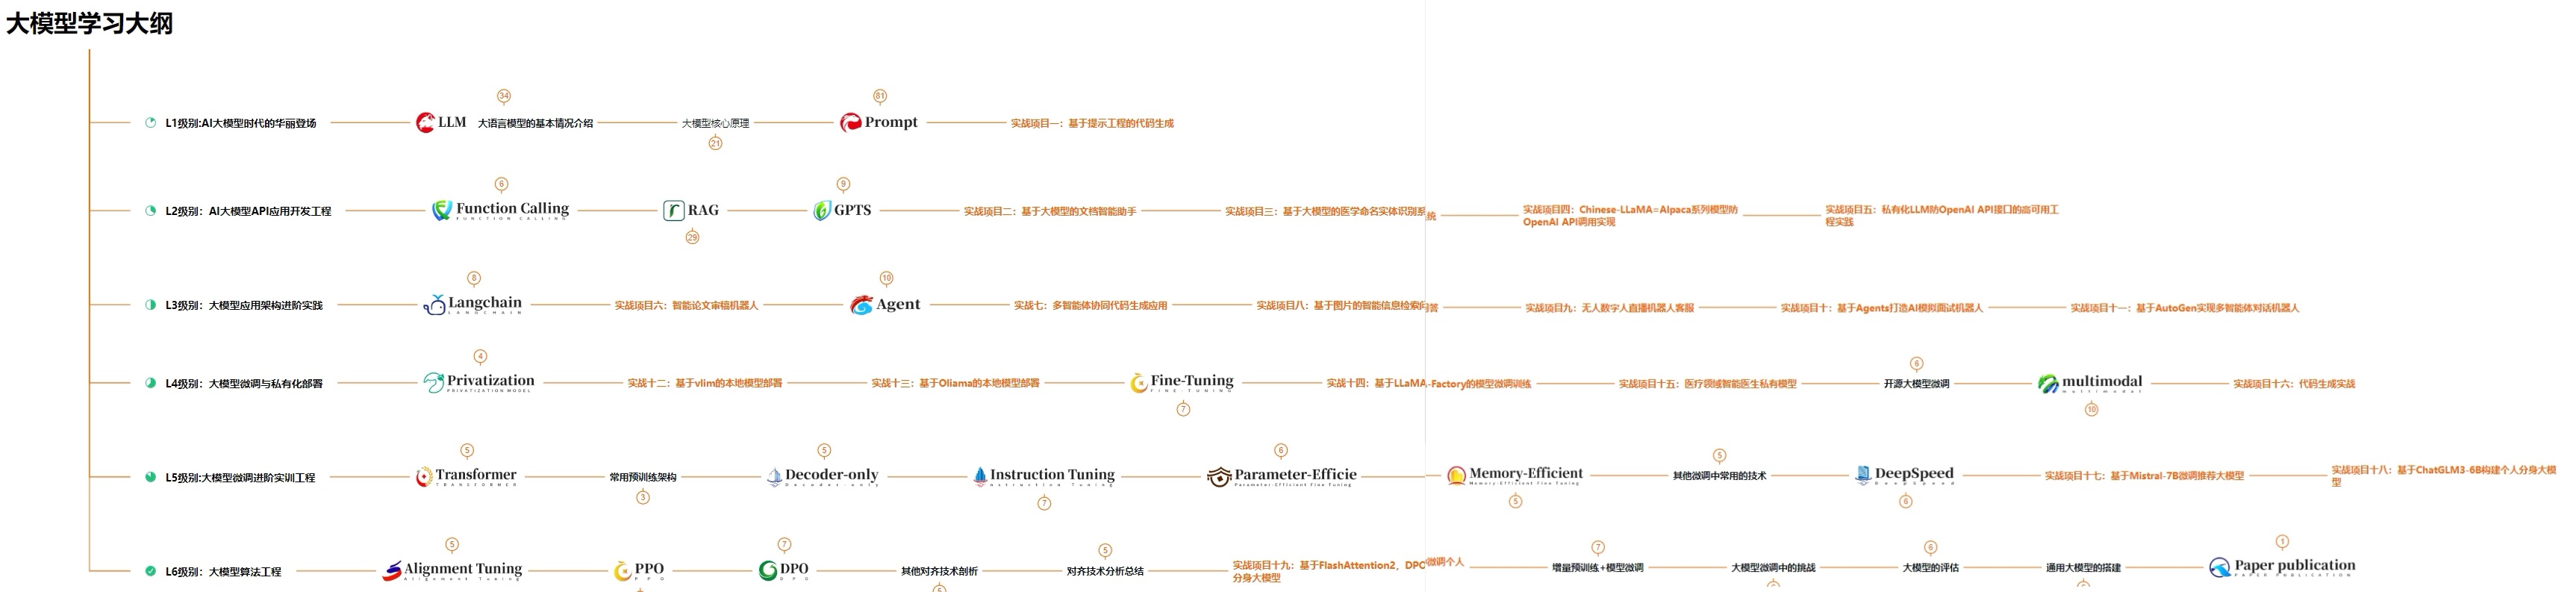 大模型学习大纲
34
81
L1级别:AI大模型时代的华丽登场
LLM
大语言模型的基本情况介绍
大模型核心原理
Prompt
实战项目一：基于提示工程的代码生成
21
6
9
L2级别：AI大模型API应用开发工程
Function Calling
FUNCTION CALLING
RAG
GPTS
实战项目二：基于大模型的文档智能助手
实战项目三：基于大模型的医学命名实体识别系统
实战项目四：Chinese-LLaMA=Alpaca系列模型防
OpenAI API调用实现
实战项目五：私有化LLM防OpenAI API接口的高可用工
程实践
29
8
10
L3级别：大模型应用架构进阶实践
Langchain
LANGCHAIN
实战项目六：智能论文审稿机器人
Agent
实战七：多智能体协同代码生成应用
实战项目八：基于图片的智能信息检索问答
实战项目九：无人数字人直播机器人客服
实战项目十：基于Agents打造AI模拟面试机器人
实战项目十一：基于AutoGen实现多智能体对话机器人
4
6
L4级别：大模型微调与私有化部署
Privatization
PRIVATIZATION MODEL
实战十二：基于vlim的本地模型部署
实战十三：基于Oliama的本地模型部署
Fine-Tuning
FINE-TUNING
实战十四：基于LLaMA-Factory的模型微调训练
实战项目十五：医疗领域智能医生私有模型
开源大模型微调
multimodal
multimodal
实战项目十六：代码生成实战
7
10
5
5
6
5
L5级别:大模型微调进阶实训工程
Transformer
TRANSFORMER
常用预训练架构
Decoder-only
Decoder-only
Instruction Tuning
Instruction Tuning
Parameter-Efficie
Parameter-Efficient Fine Tuning
Memory-Efficient
Memory-Efficient Fine Tuning
其他微调中常用的技术
DeepSpeed
DeepSpeed
实战项目十七：基于Mistral-7B微调推荐大模型
实战项目十八：基于ChatGLM3-6B构建个人分身大模
型
3
7
5
6
5
7
5
7
6
1
L6级别：大模型算法工程
Alignment Tuning
Alignment Tuning
PPO
PPO
DPO
DPO
其他对齐技术剖析
对齐技术分析总结
实战项目十九：基于FlashAttention2，DPO微调个人
分身大模型
增量预训练+模型微调
大模型微调中的挑战
大模型的评估
通用大模型的搭建
Paper publication
PAPER PUBLICATION